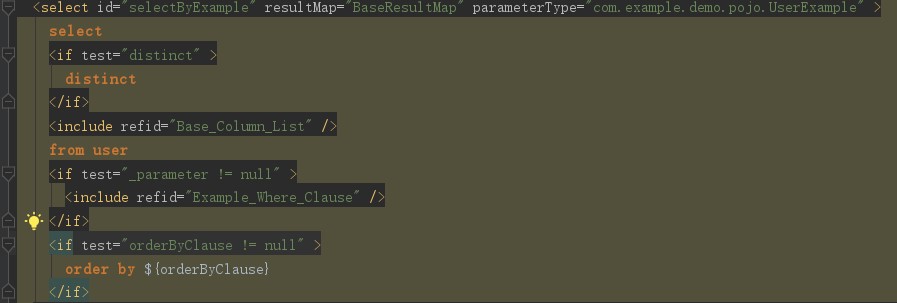 <select id="selectByExample" resultMap="BaseResultMap" parameterType="com.example.demo.pojo.UserExample" >
select
<if test="distinct" >
distinct
</if>
<include refid="Base_Column_List" />
from user
<if test="_parameter != null" >
<include refid="Example_Where_Clause" />
</if>
<if test="orderByClause != null" >
order by ${orderByClause}
</if>